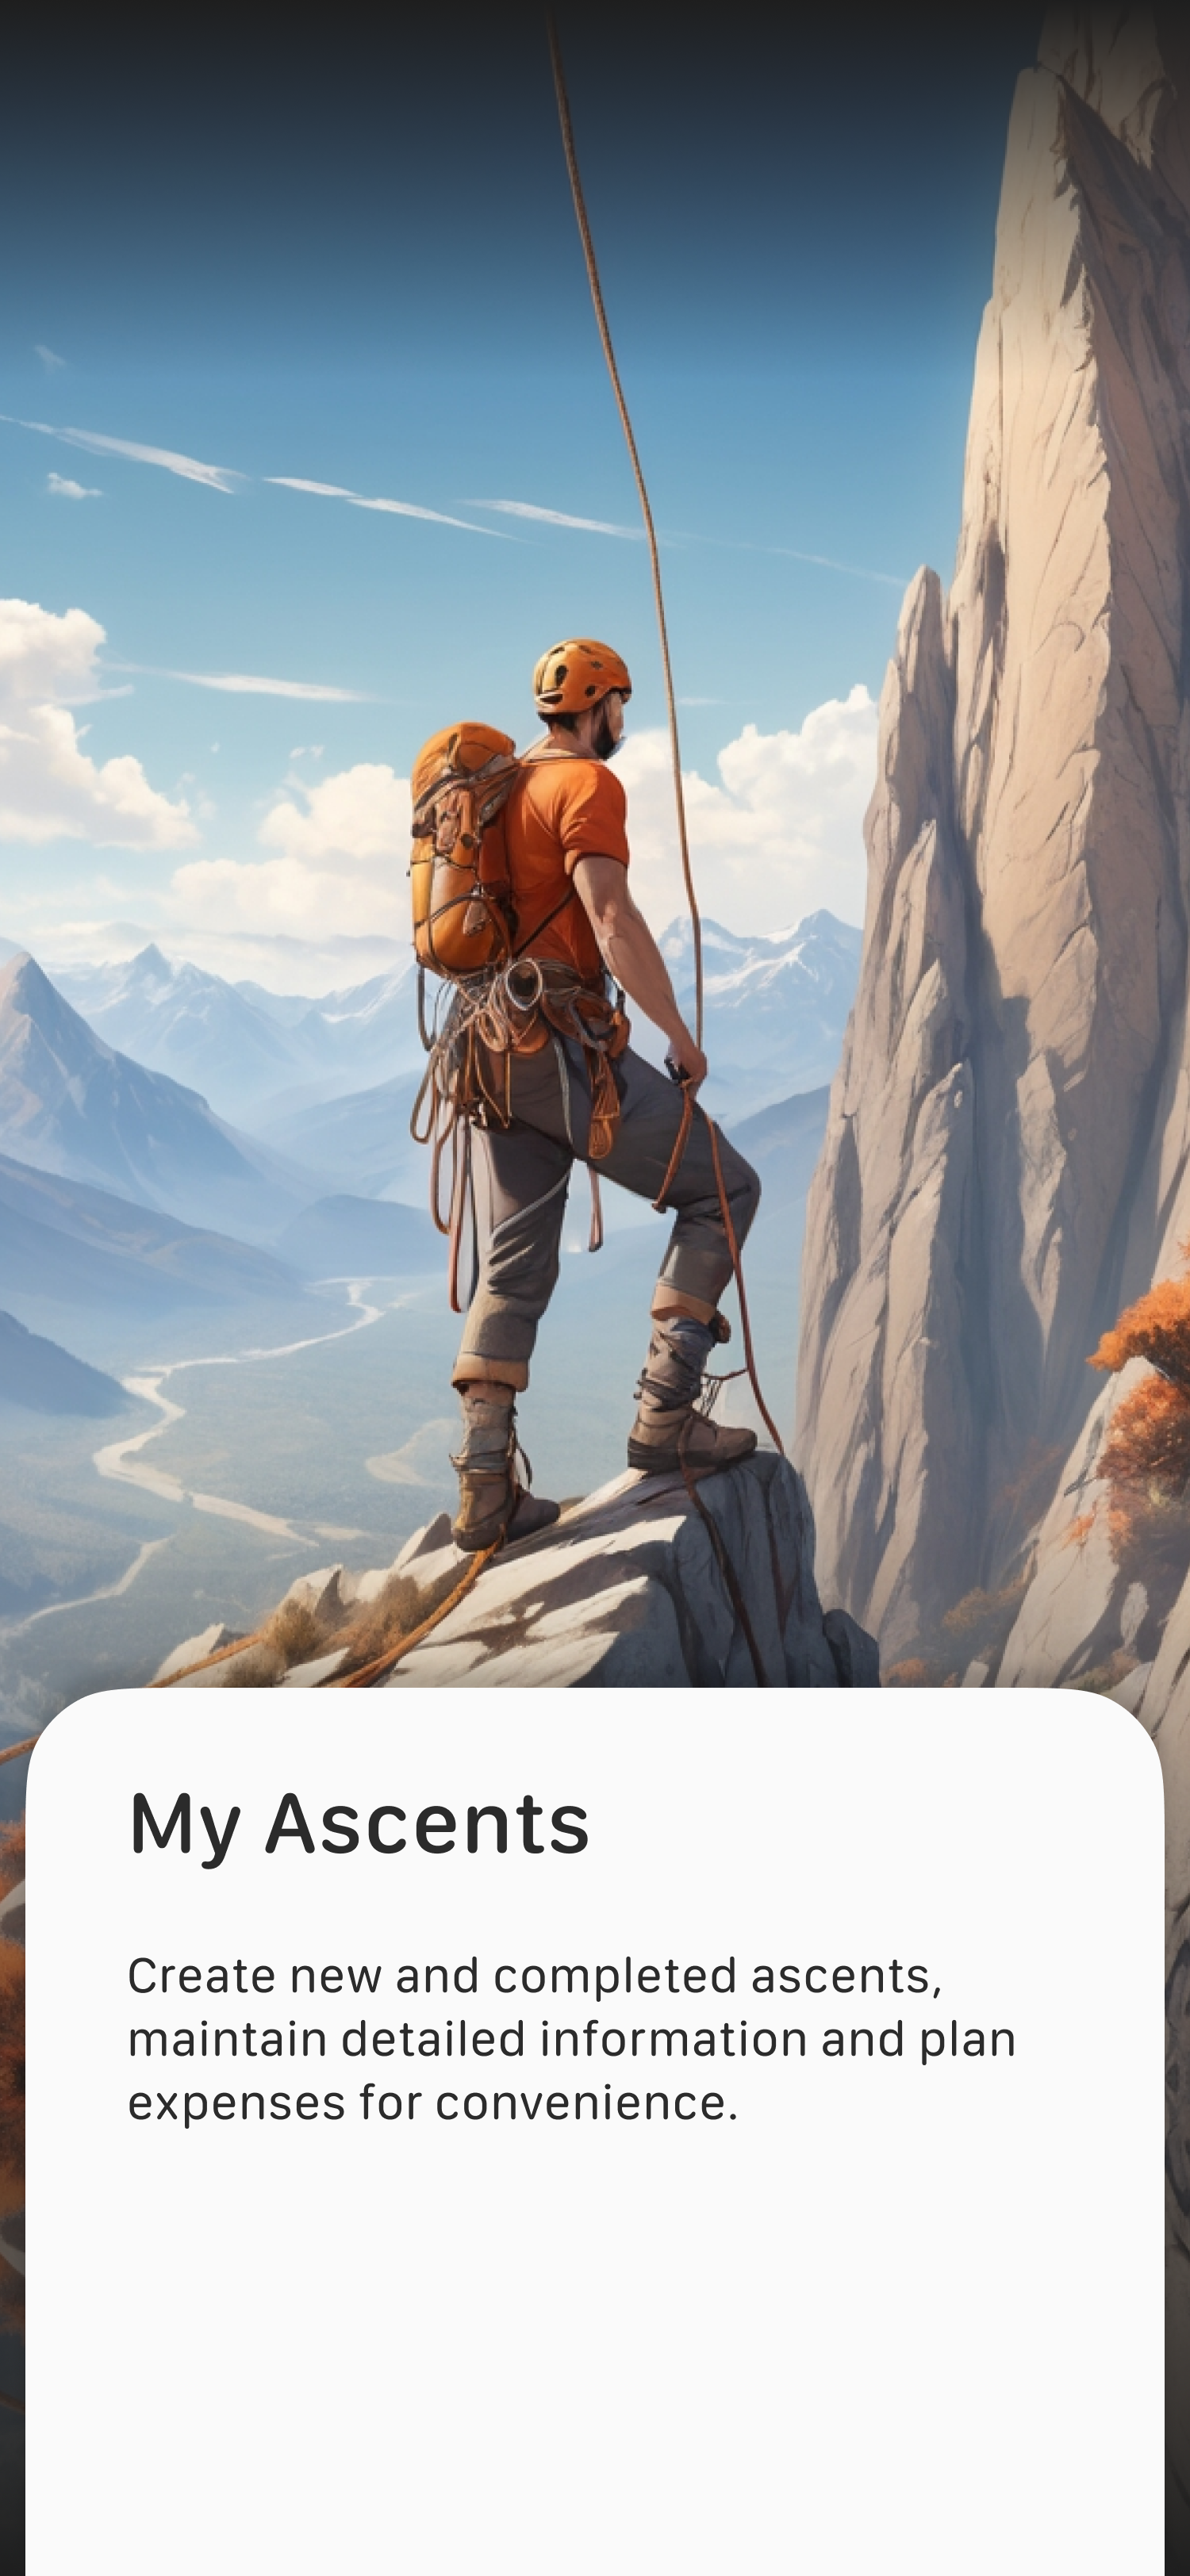 My Ascents
Create new and completed ascents,
maintain detailed information and plan
expenses for convenience.